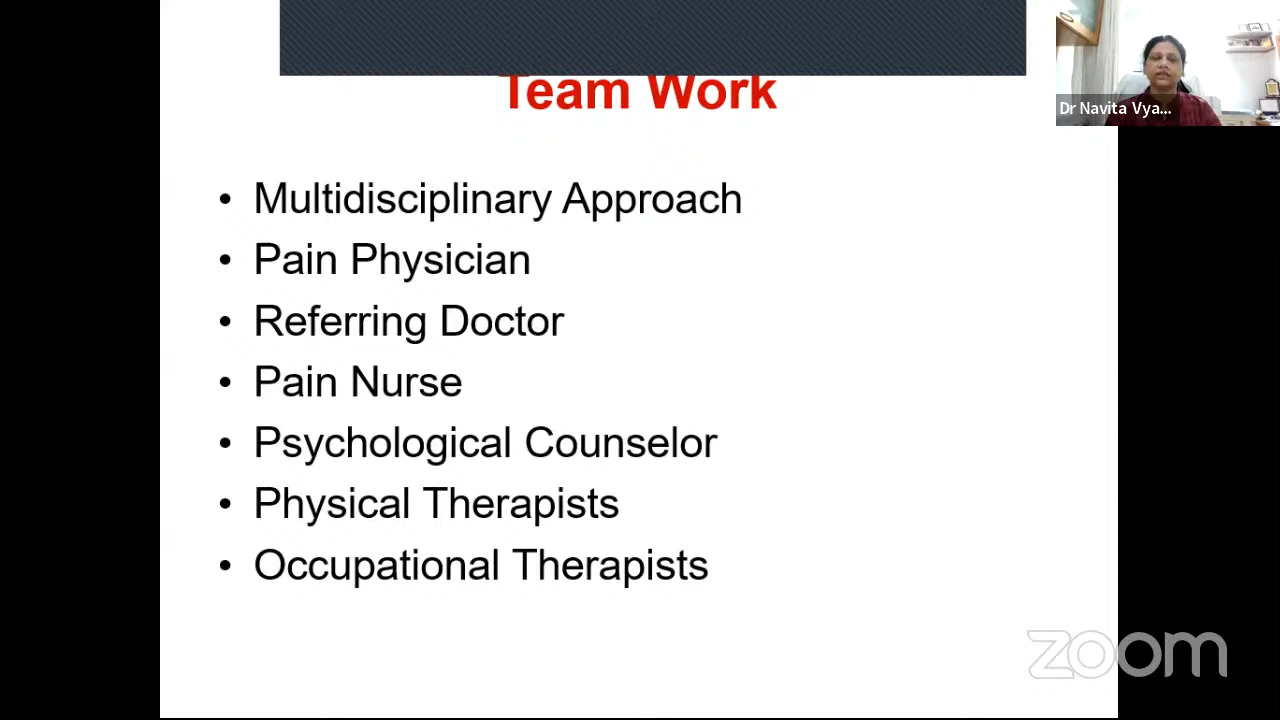 Team Work
Dr Navita Vya...
• Multidisciplinary Approach
• Pain Physician
• Referring Doctor
• Pain Nurse
• Psychological Counselor
• Physical Therapists
• Occupational Therapists
zoom